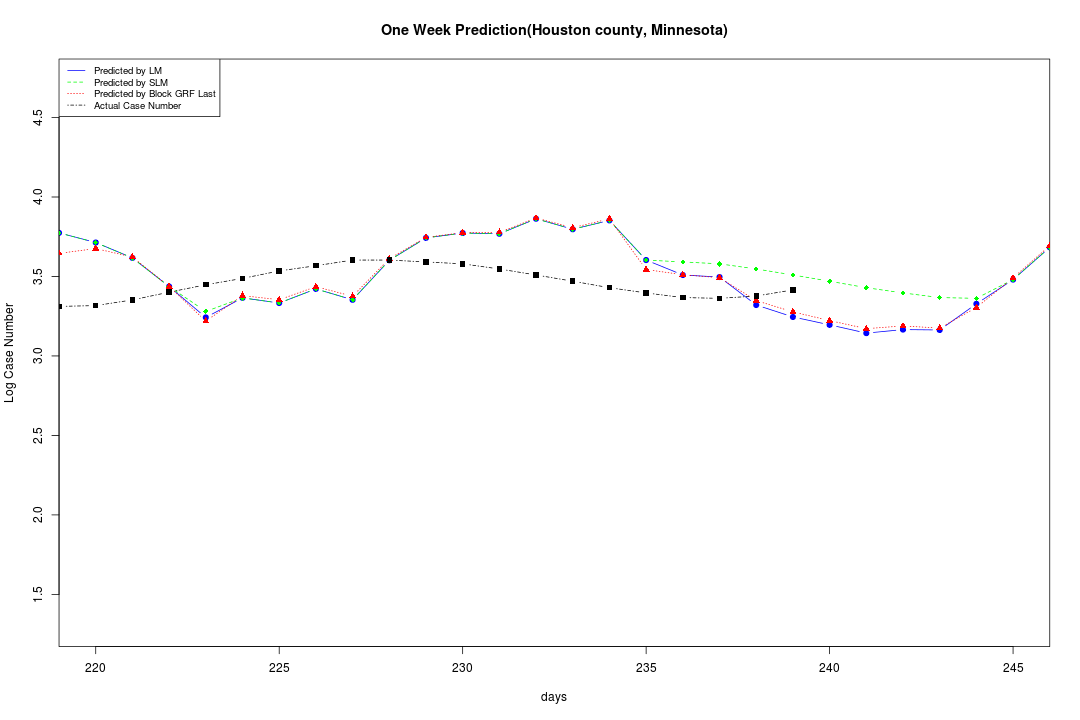 One Week Prediction(Houston county, Minnesota)
Predicted by LM
Predicted by SLM
Predicted by Block GRF Last
Actual Case Number
4.5
4.0
3.5
3.0
2.5
2.0
1.5
Log Case Number
220 225 230 235 240 245
days